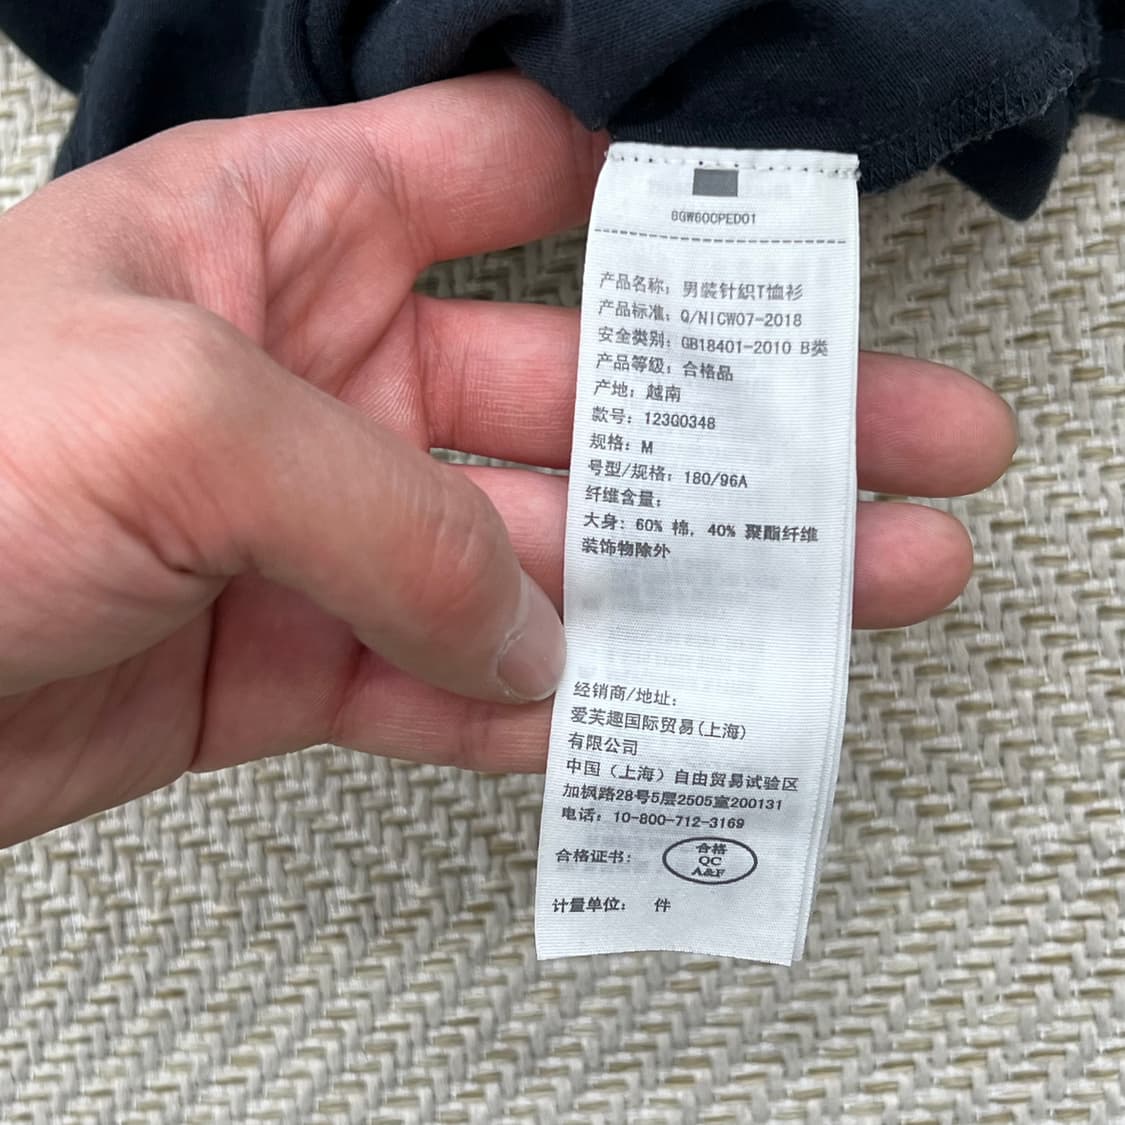 8GW60CPED01
产品名称：男装针织T恤衫
产品标准：Q/NICW07-2018
安全类别：GB18401-2010 B类
产品等级：合格品
产地：越南
款号：123G0348
规格：M
号型/规格：180/96A
纤维含量：
大身：60% 棉，40% 聚酯纤维
装饰物除外
经销商/地址：
爱芙趣国际贸易(上海)
有限公司
中国（上海）自由贸易试验区
加枫路28号5层2505室200131
电话：10-800-712-3169
合格证书：
合格
QC
A&F
计量单位： 件